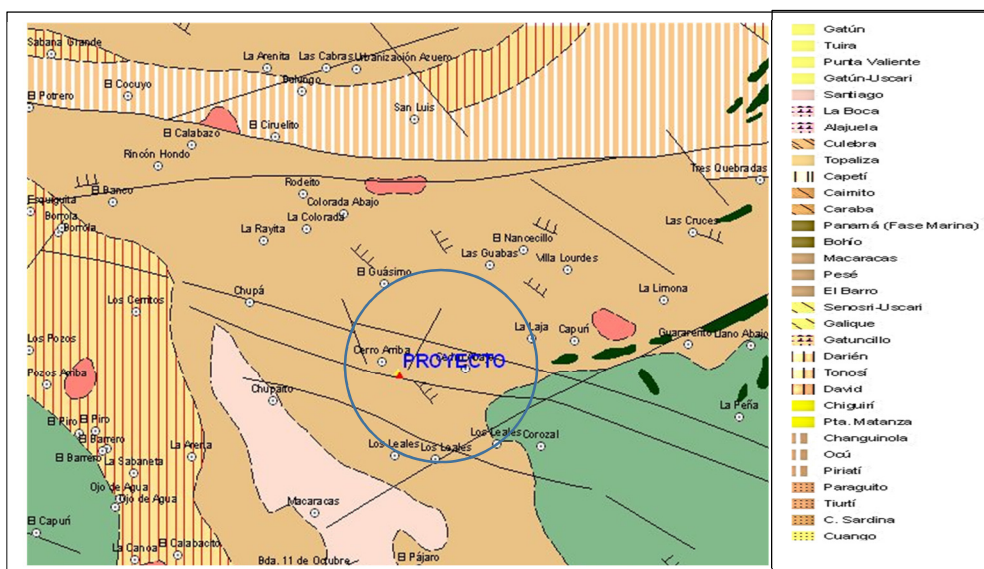 Sabana Grande
La Arenita
Las Cabras
Urbanización Azuero
El Cocuyo
El Potrero
San Luis
El Ciruelito
El Calabazo
Rincón Hondo
Tres Quebradas
El Banco
Rodeito
Colorada Abajo
La Colorada
La Rayita
Las Cruces
El Nancecillo
Las Guabas
Villa Lourdes
El Guásimo
Chupá
La Limona
Los Cerritos
La Laja
Capurí
Guararerito
Llano Abajo
Los Pozos
Cerro Arriba
PROYECTO
Pozos Arriba
Chupaito
La Peña
El Piro
Piro
El Barrero
Barrero
La Arena
Los Leales
Los Leales
Los Leales
Corozal
La Sabaneta
Ojo de Agua
Ojo de Agua
Macaracas
El Capurí
La Canoa
El Calabacito
Bda. 11 de Octubre
El Pájaro
Gatún
Tuira
Punta Valiente
Gatún-Uscari
Santiago
La Boca
Alajuela
Culebra
Topaliza
Capetí
Caimito
Caraba
Panamá (Fase Marina)
Bohío
Macaracas
Pesé
El Barro
Senosri-Uscari
Galique
Gatuncillo
Darién
Tonosí
David
Chiguirí
Pta. Matanza
Changuinola
Ocú
Piriatí
Paraguito
Tiurtí
C. Sardina
Cuango